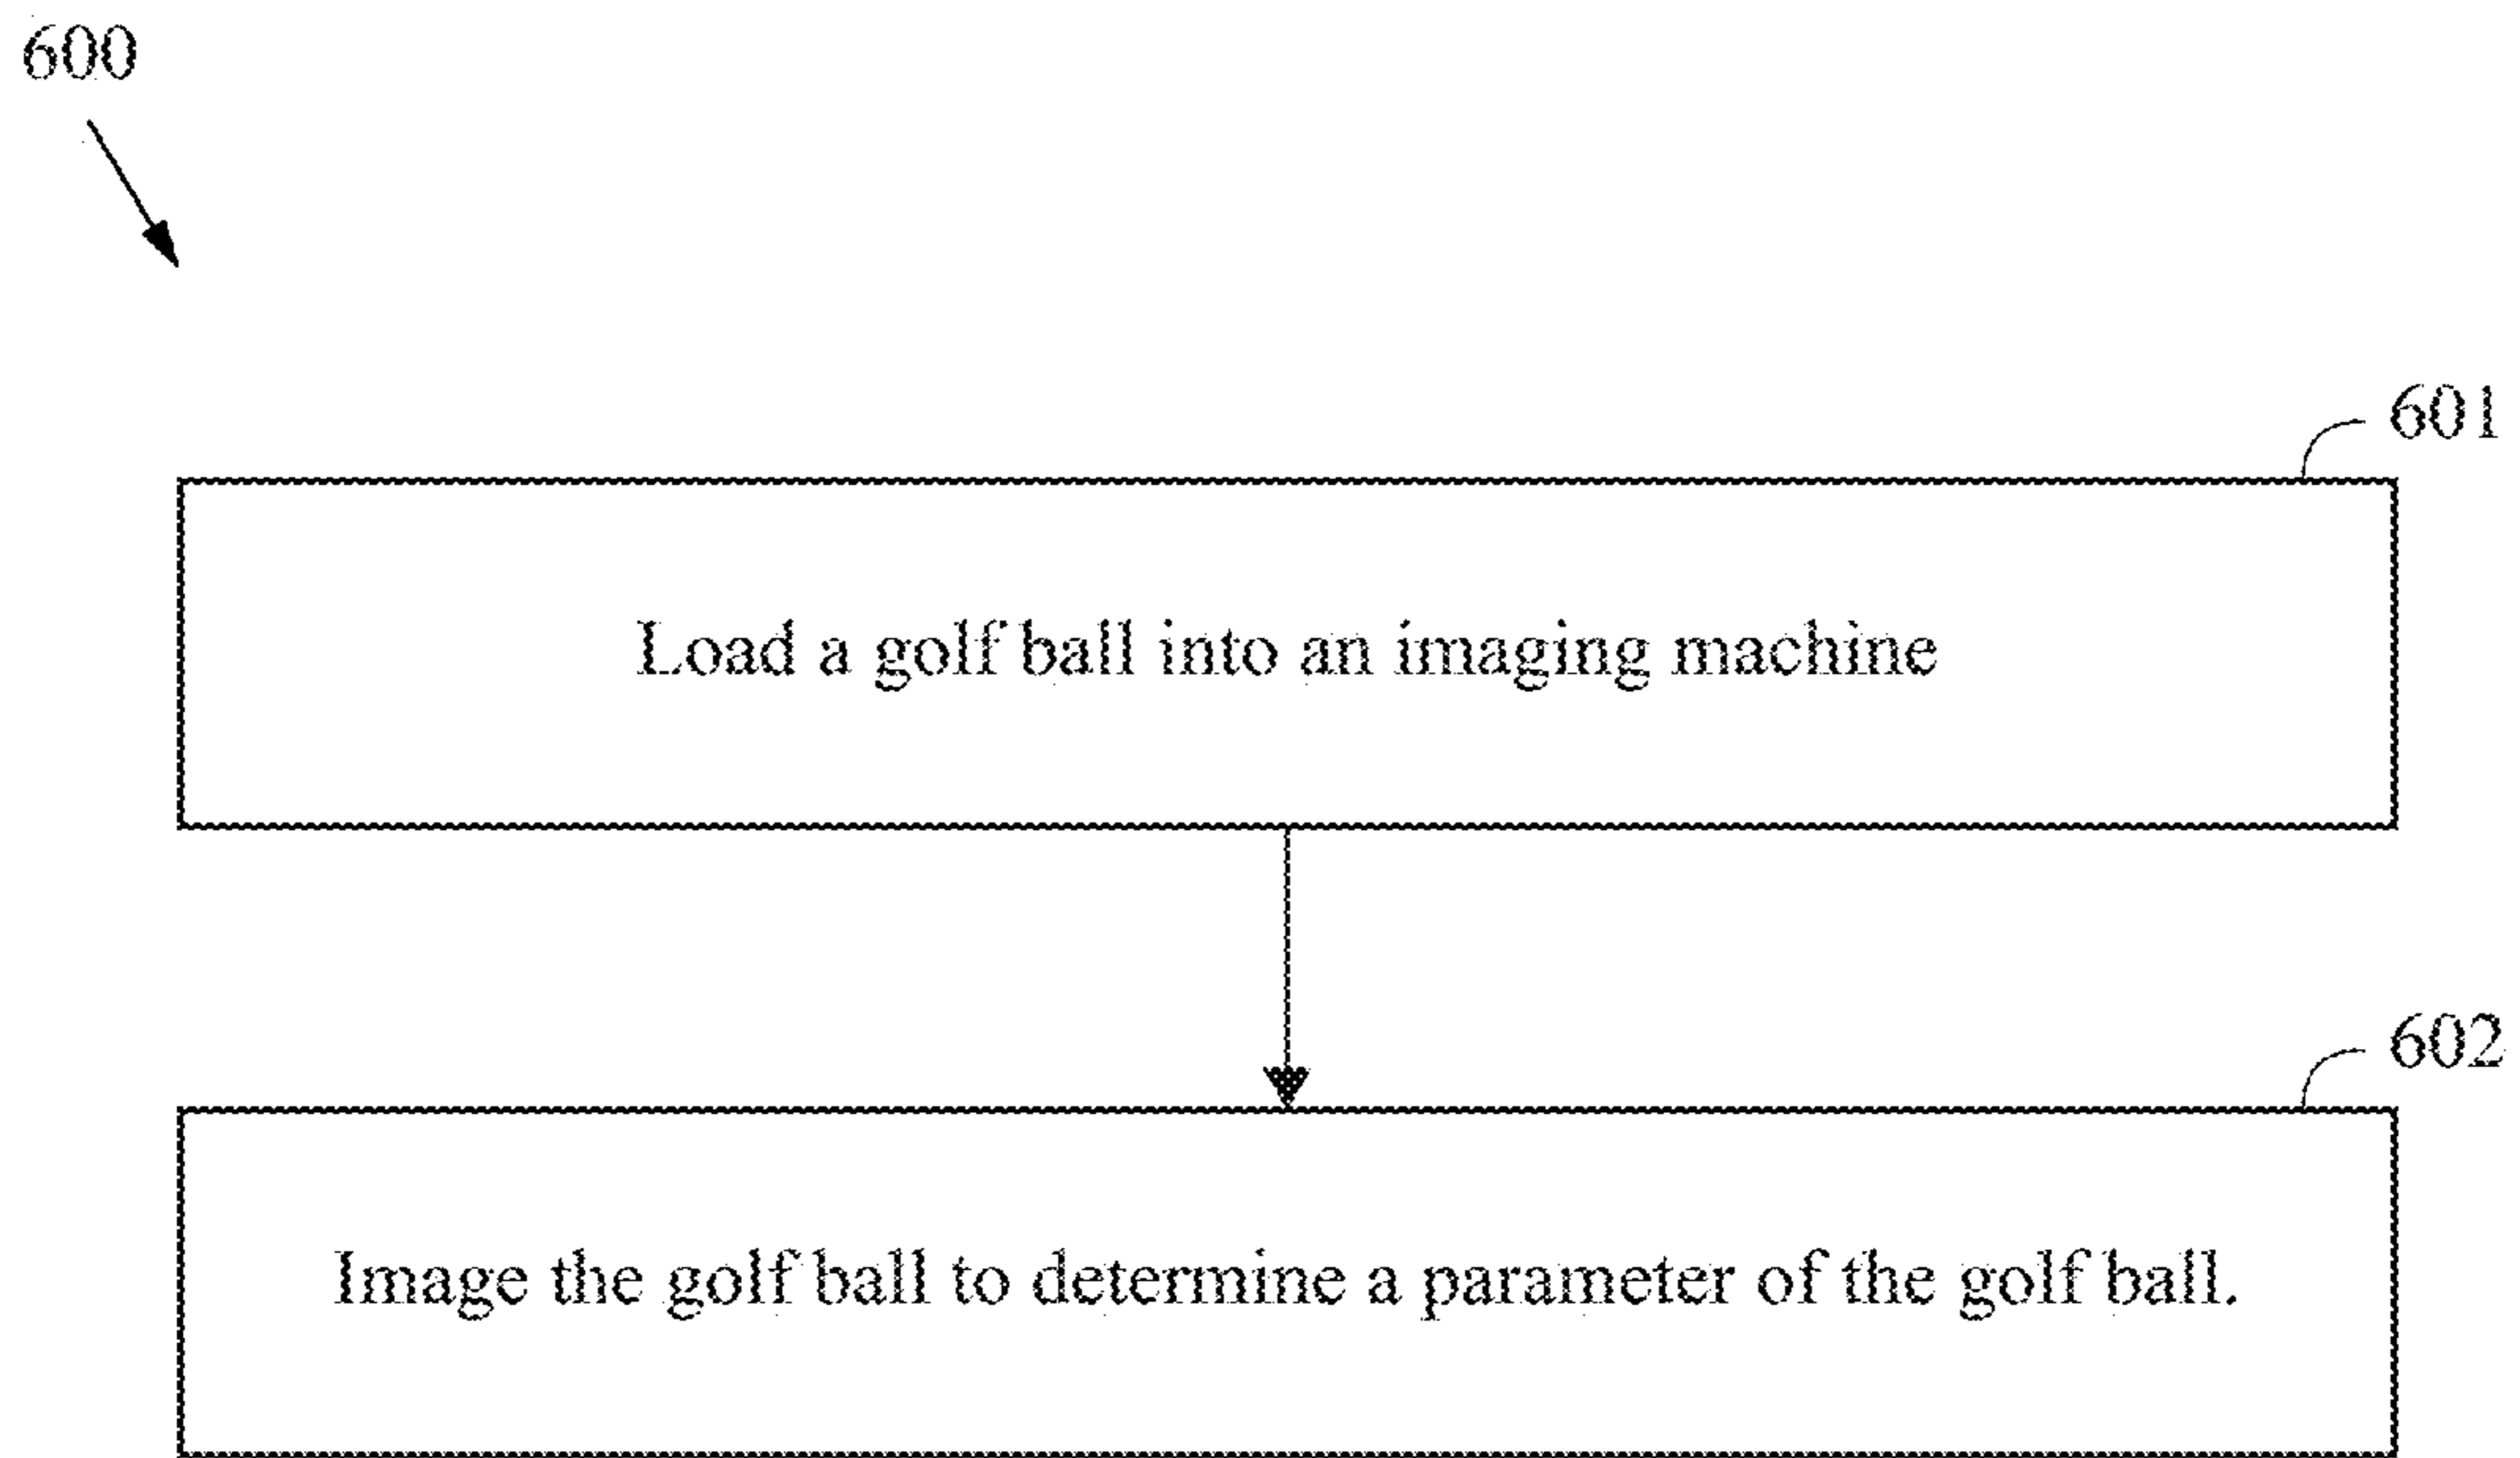 600
601
Load a golf ball into an imaging machine
602
Image the golf ball to determine a parameter of the golf ball.